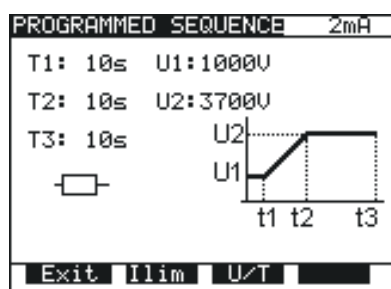 PROGRAMMED SEQUENCE 2mA
T1: 10s U1:1000V
T2: 10s U2:3700V
T3: 10s
U2
U1
t1 t2 t3
Exit Ilim U/T